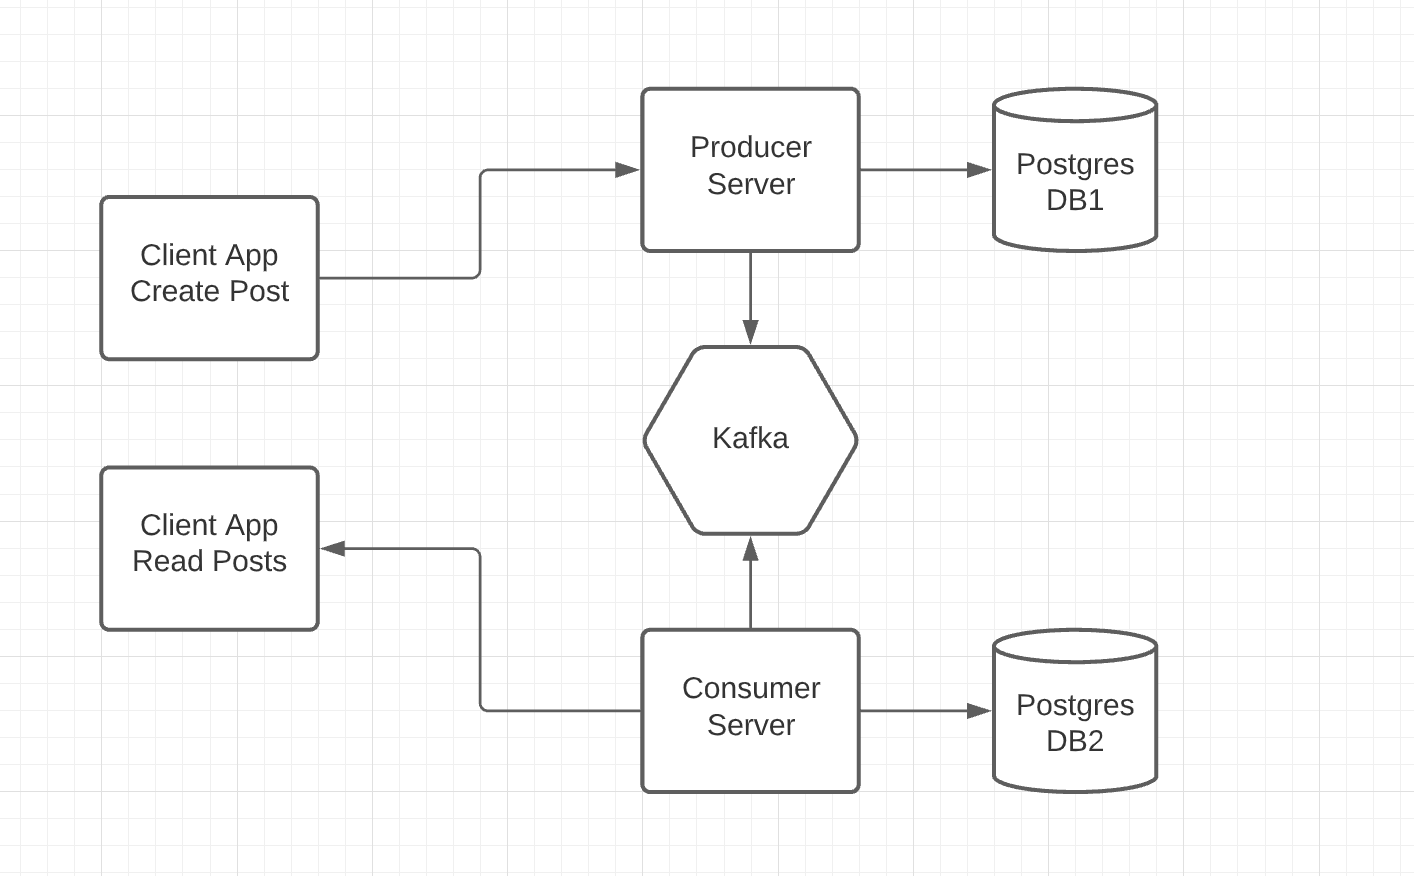 Producer
Server
Postgres
DB1
Client App
Create Post
Kafka
Client App
Read Posts
Consumer
Server
Postgres
DB2